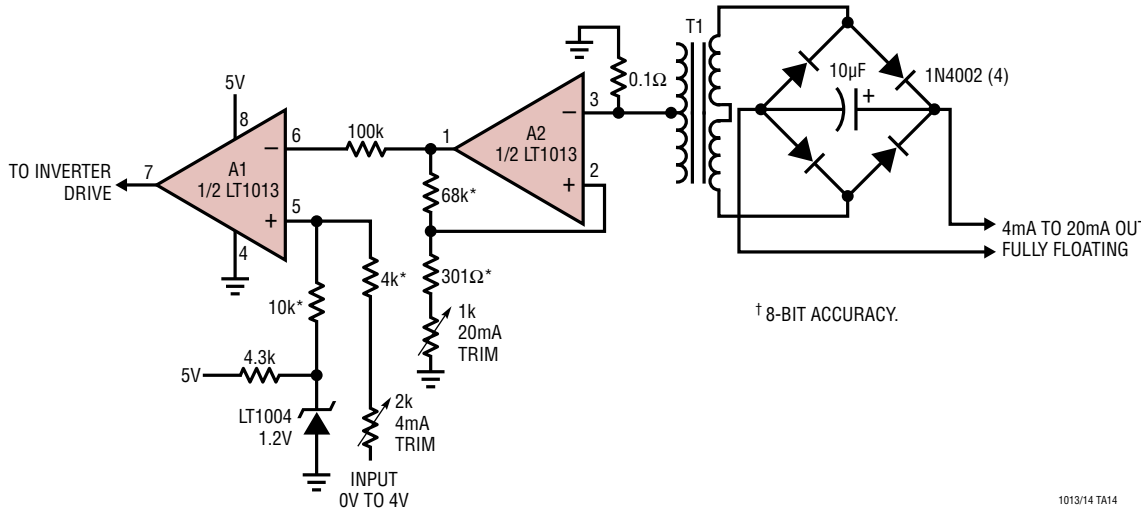 T1
10µF
+
1N4002 (4)
0.1Ω
5V
8
3
–
A2
1/2 LT1013
+
2
1
100k
6
–
A1
1/2 LT1013
+
5
7
4
TO INVERTER
DRIVE
68k*
4k*
10k*
301Ω*
1k
20mA
TRIM
4mA TO 20mA OUT
FULLY FLOATING
† 8-BIT ACCURACY.
4.3k
5V
LT1004
1.2V
2k
4mA
TRIM
INPUT
0V TO 4V
1013/14 TA14